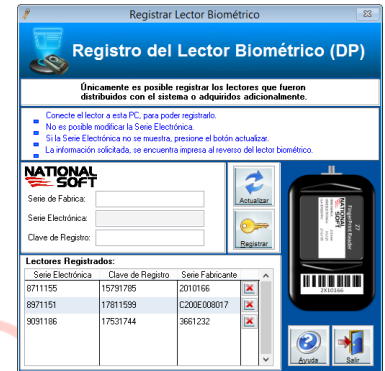 Registrar Lector Biométrico
Registro del Lector Biométrico (DP)
Únicamente es posible registrar los lectores que fueron
distribuidos con el sistema o adquiridos adicionalmente.
Conecte el lector a esta PC, para poder registrarlo.
No es posible modificar la Serie Electrónica.
Si la Serie Electrónica no se muestra, presione el botón actualizar.
La información solicitada, se encuentra impresa al reverso del lector biométrico.
NATIONAL
SOFT
Serie de Fabrica:
Serie Electrónica:
Clave de Registro:
Actualizar
Registrar
Fingerprint Reader
NATIONAL
SOFT
2X10166
Lectores Registrados:
Serie Electrónica Clave de Registro Serie Fabricante
8711155 15791785 2010166
8971151 17811599 C200E008017
9091186 17531744 3661232
Ayuda Salir